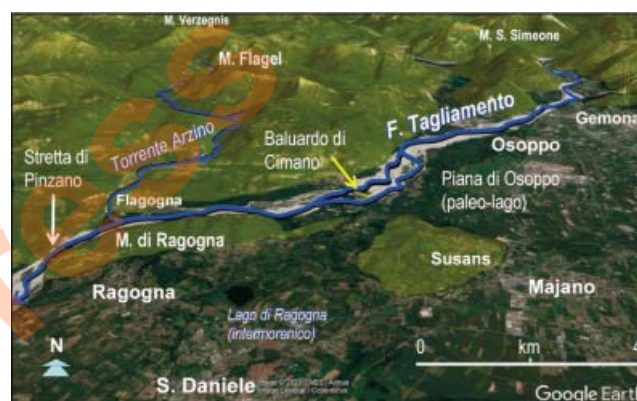 M. Verzegnis
M. S. Simeone
M. Flagel
F. Tagliamento
Gemona
Torrente Arzino
Baluardo di
Cimano
Osoppo
Stretta di
Pinzano
Piana di Osoppo
(paleo-lago)
Flagogna
M. di Ragogna
Susans
Ragogna
Majano
Lago di Ragogna
(intermorenico)
N
0
km
4
S. Daniele
Google Earth